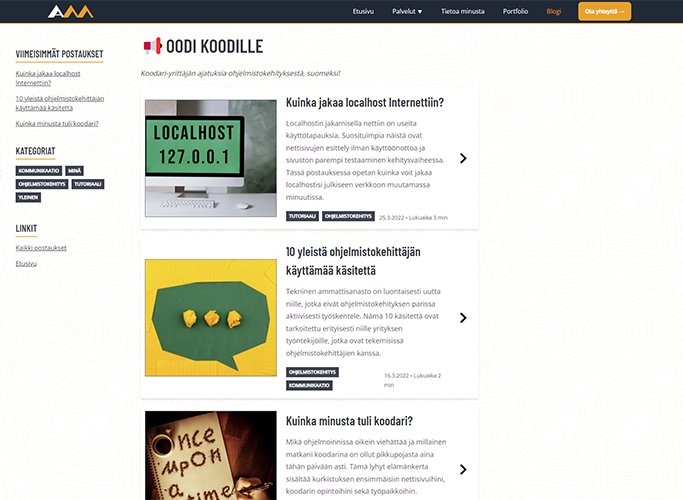 Etusivu Palvelut ▼ Tietoa minusta Portfolio Blogi Ota yhteyttä →
VIIMEISIMMÄT POSTAUKSET
Kuinka jakaa localhost
Internettiin?
10 yleistä ohjelmistokehittäjän
käyttämää käsitettä
Kuinka minusta tuli koodari?
KATEGORIAT
KOMMUNIKAATIO MINÄ
OHJELMISTOKEHITYS TUTORIAALI
YLEINEN
LINKIT
Kaikki postaukset
Etusivu
OODI KOODILLE
Koodari-yrittäjän ajatuksia ohjelmistokehityksestä, suomeksi!
LOCALHOST
127.0.0.1
Kuinka jakaa localhost Internettiin?
Localhostin jakamisella nettiin on useita
käyttötapauksia. Suosituimpia näistä ovat
nettisivujen esittely ilman käyttöönottoa ja
sivuston parempi testaaminen kehitysvaiheessa.
Tässä postauksessa opetan kuinka voit jakaa
localhostisi julkiseen verkkoon muutamassa
minuutissa.
TUTORIAALI OHJELMISTOKEHITYS 25.3.2022 • Lukuaika 3 min
10 yleistä ohjelmistokehittäjän
käyttämää käsitettä
Tekninen ammattisanasto on luontaisesti uutta
niille, jotka eivät ohjelmistokehityksen parissa
aktiivisesti työskentele. Nämä 10 käsitettä ovat
tarkoitettu erityisesti niille yrityksen
työntekijöille, jotka ovat tekemisissä
ohjelmistokehittäjien kanssa.
OHJELMISTOKEHITYS
KOMMUNIKAATIO
16.3.2022 • Lukuaika 2
min
once
upon
a
time
Kuinka minusta tuli koodari?
Mikä ohjelmoinnissa oikein viehättää ja millainen
matkani koodarina on ollut pikkupojasta aina
tähän päivään asti. Tämä lyhyt elämänkerta
sisältää kurkistuksen ensimmäisiin nettisivuihini,
koodarin opintoihini sekä työpaikkoihin.